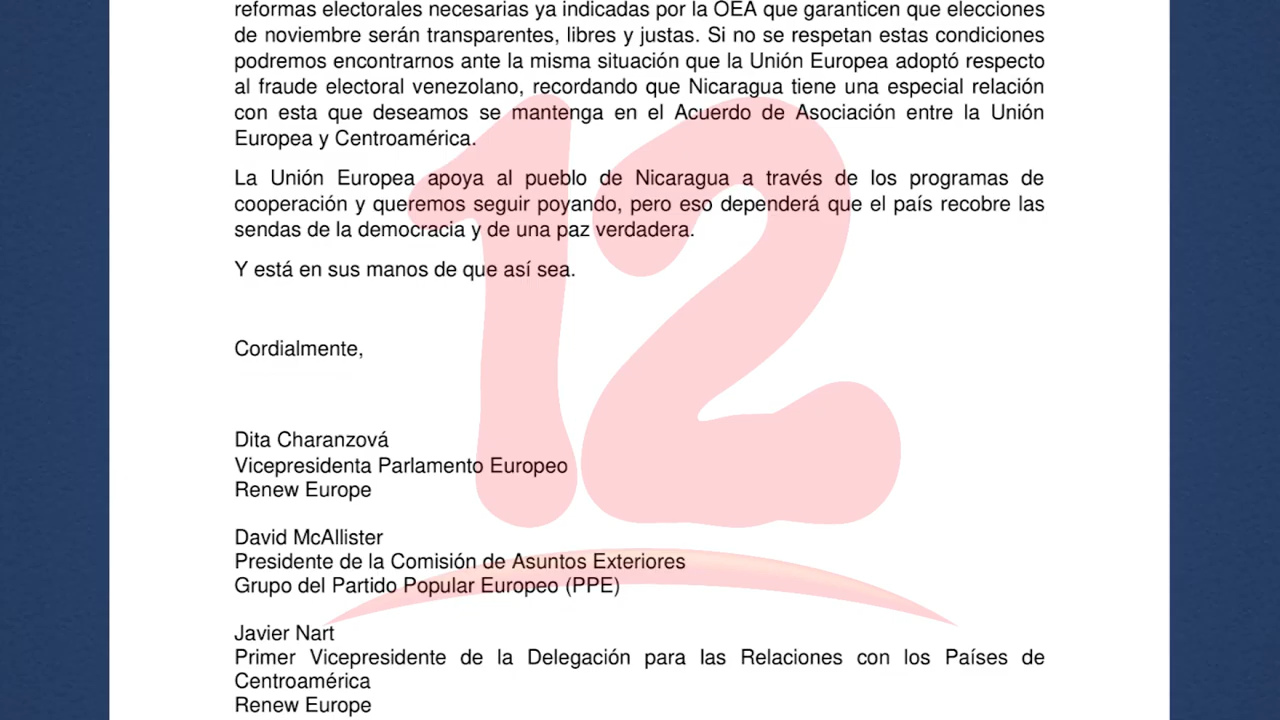 reformas electorales necesarias ya indicadas por la OEA que garanticen que elecciones
de noviembre serán transparentes, libres y justas. Si no se respetan estas condiciones
podremos encontrarnos ante la misma situación que la Unión Europea adoptó respecto
al fraude electoral venezolano, recordando que Nicaragua tiene una especial relación
con esta que deseamos se mantenga en el Acuerdo de Asociación entre la Unión
Europea y Centroamérica.
La Unión Europea apoya al pueblo de Nicaragua a través de los programas de
cooperación y queremos seguir poyando, pero eso dependerá que el país recobre las
sendas de la democracia y de una paz verdadera.
Y está en sus manos de que así sea.
Cordialmente,
12
Dita Charanzová
Vicepresidenta Parlamento Europeo
Renew Europe
David McAllister
Presidente de la Comisión de Asuntos Exteriores
Grupo del Partido Popular Europeo (PPE)
Javier Nart
Primer Vicepresidente de la Delegación para las Relaciones con los Países de
Centroamérica
Renew Europe